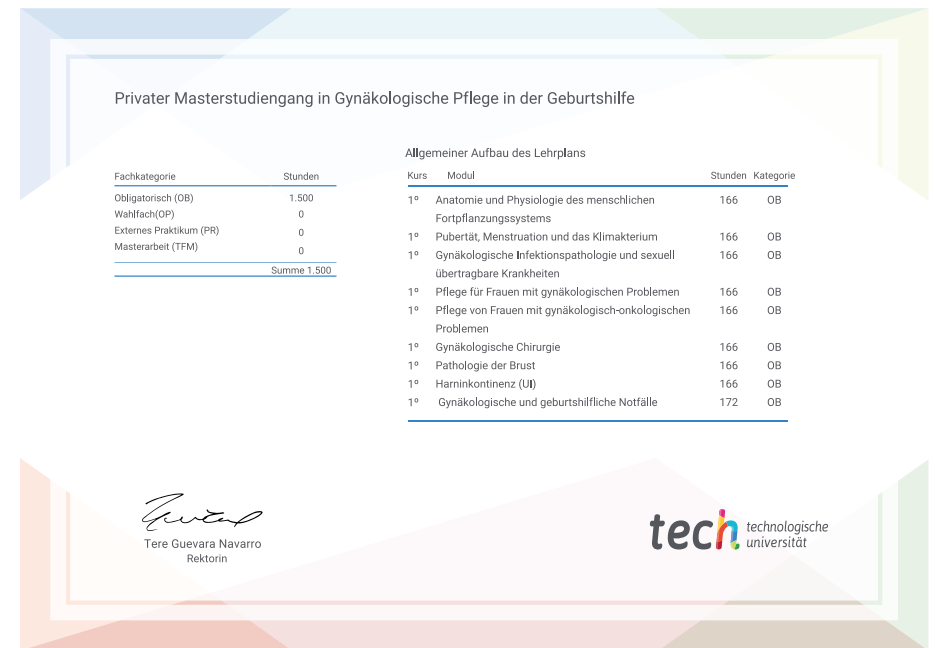 Privater Masterstudiengang in Gynäkologische Pflege in der Geburtshilfe
Allgemeiner Aufbau des Lehrplans
Fachkategorie Stunden
Obligatorisch (OB) 1.500
Wahlfach(OP) 0
Externes Praktikum (PR) 0
Masterarbeit (TFM) 0
Summe 1.500
Kurs Modul Stunden Kategorie
1º Anatomie und Physiologie des menschlichen 166 OB
Fortpflanzungssystems
1º Pubertät, Menstruation und das Klimakterium 166 OB
1º Gynäkologische Infektionspathologie und sexuell 166 OB
übertragbare Krankheiten
1º Pflege für Frauen mit gynäkologischen Problemen 166 OB
1º Pflege von Frauen mit gynäkologisch-onkologischen 166 OB
Problemen
1º Gynäkologische Chirurgie 166 OB
1º Pathologie der Brust 166 OB
1º Harninkontinenz (UI) 166 OB
1º Gynäkologische und geburtshilfliche Notfälle 172 OB
Tere Guevara Navarro
Rektorin
tech technologische
universität